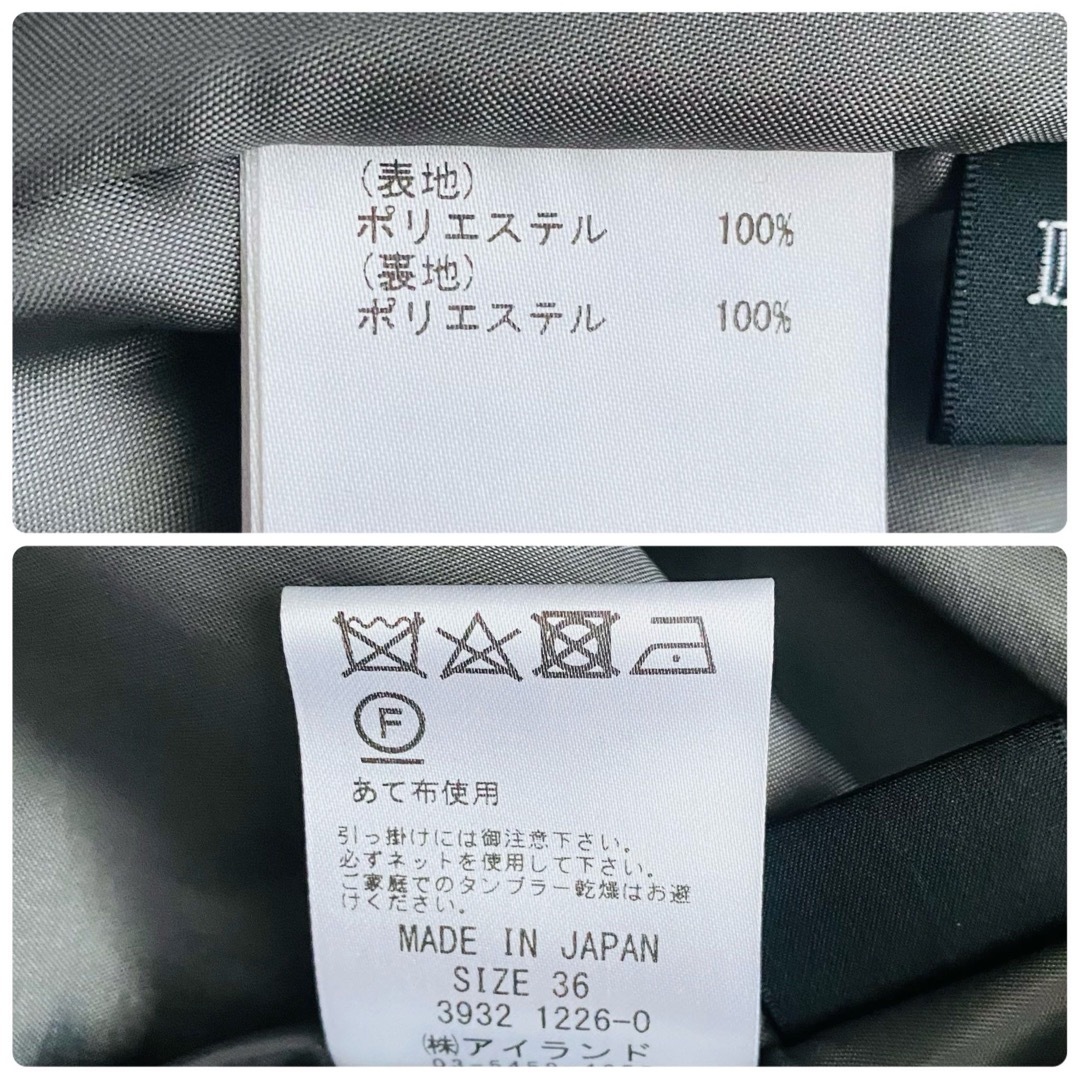 (表地)
ポリエステル 100%
(裏地)
ポリエステル 100%
F
あて布使用
引っ掛けには御注意下さい。
必ずネットを使用して下さい。
ご家庭でのタンブラー乾燥はお避
けください。
MADE IN JAPAN
SIZE 36
3932 1226-0
㈱アイランド